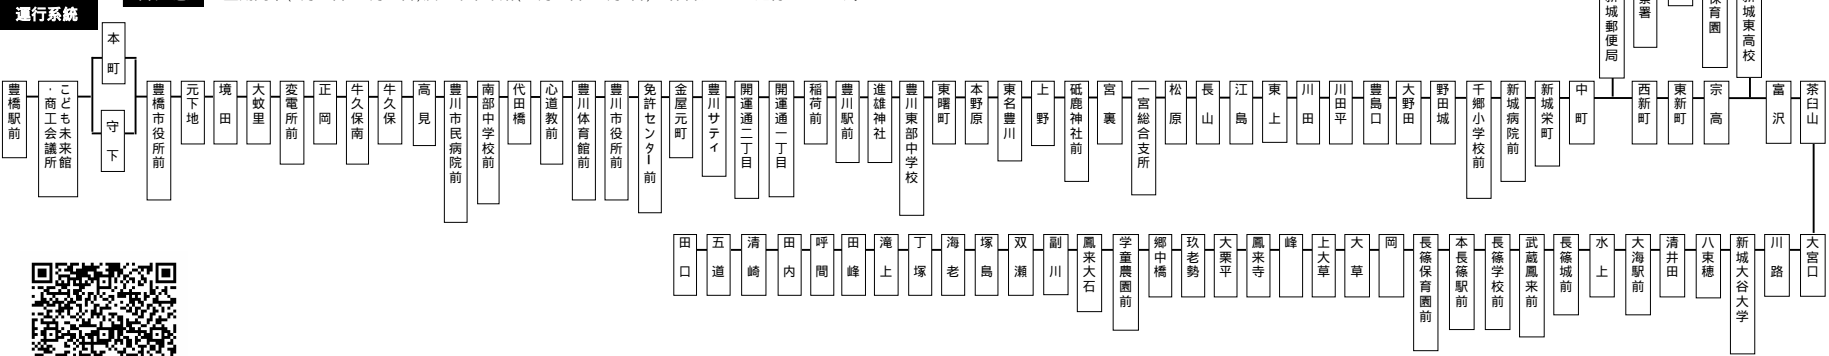 運行系統
新城郵便局
新城東高校
豊橋駅前
こども未来館・商工会議所
本町
守下
豊橋市役所前
元下地
境田
大蚊里
変電所前
正岡
牛久保南
牛久保
高見
豊川市民病院前
南部中学校前
代田橋
心道教前
豊川体育館前
豊川市役所前
免許センター前
金屋元町
豊川サティ
開運通二丁目
開運通一丁目
稲荷前
豊川駅前
進雄神社
豊川東部中学校
東曙町
本野原
東名豊川
上野
砥鹿神社前
宮裏
一宮総合支所
松原
長山
江島
東上
川田
川田平
豊島口
大野田
野田城
千郷小学校前
新城病院前
新城栄町
中町
西新町
東新町
宗高
富沢
茶臼山
大宮口
川路
新城大谷大学
八束穂
清井田
大海駅前
水上
長篠城前
武蔵鳳来前
長篠学校前
本長篠駅前
長篠保育園前
岡
大草
上大草
峰
鳳来寺
大栗平
玖老勢
郷中橋
学童農園前
鳳来大石
副川
双瀬
塚島
海老
丁塚
滝上
田峰
呼間
田内
清崎
五道
田口